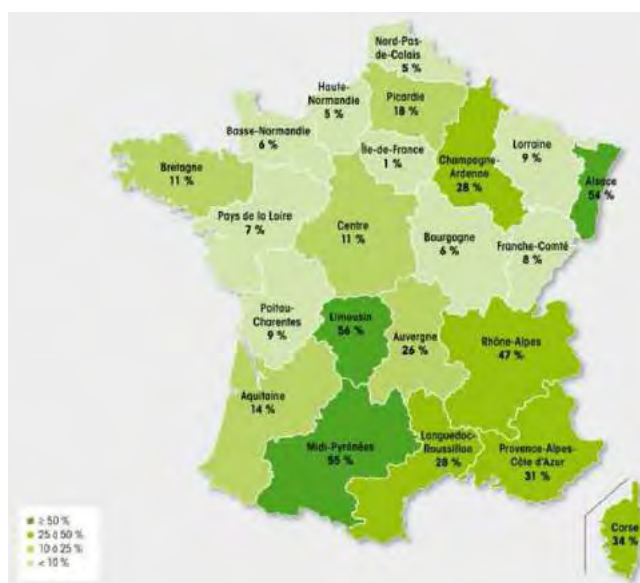 Nord-Pas-
de-Calais
5 %
Haute-
Normandie
5 %
Picardie
18 %
Basse-Normandie
6 %
Île-de-France
1 %
Champagne-
Ardenne
28 %
Lorraine
9 %
Alsace
54 %
Bretagne
11 %
Pays de la Loire
7 %
Centre
11 %
Bourgogne
6 %
Franche-Comté
8 %
Poitou-
Charentes
9 %
Limousin
56 %
Auvergne
26 %
Rhône-Alpes
47 %
Aquitaine
14 %
Midi-Pyrénées
55 %
Languedoc-
Roussillon
28 %
Provence-Alpes-
Côte d'Azur
31 %
Corse
34 %
≥ 50 %
25 à 50 %
10 à 25 %
< 10 %